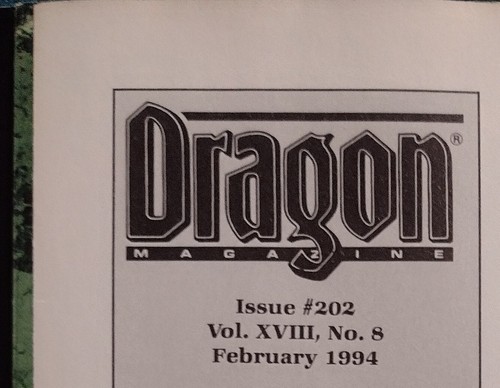 Dragon®
MAGAZINE
Issue #202
Vol. XVIII, No. 8
February 1994